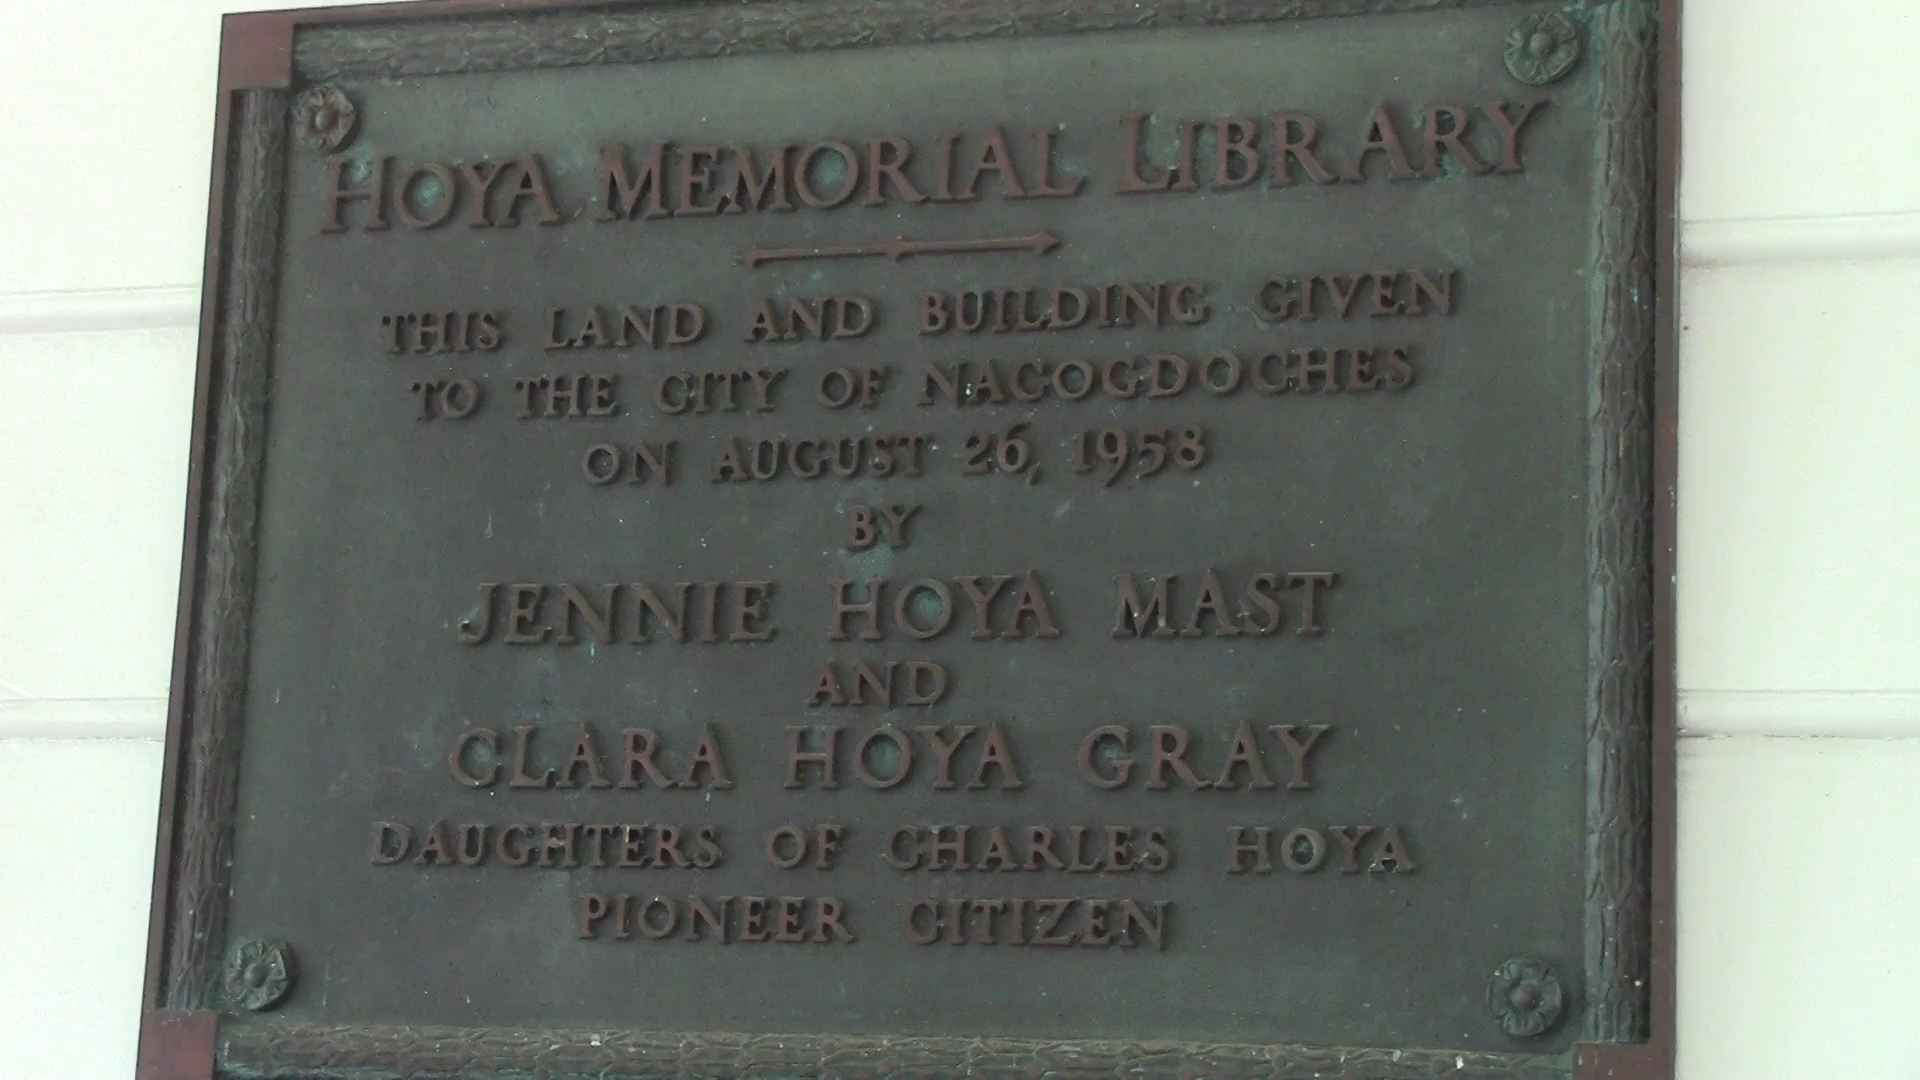 HOYA MEMORIAL LIBRARY
THIS LAND AND BUILDING GIVEN
TO THE CITY OF NACOGDOCHES
ON AUGUST 26, 1958
BY
JENNIE HOYA MAST
AND
CLARA HOYA GRAY
DAUGHTERS OF CHARLES HOYA
PIONEER CITIZEN